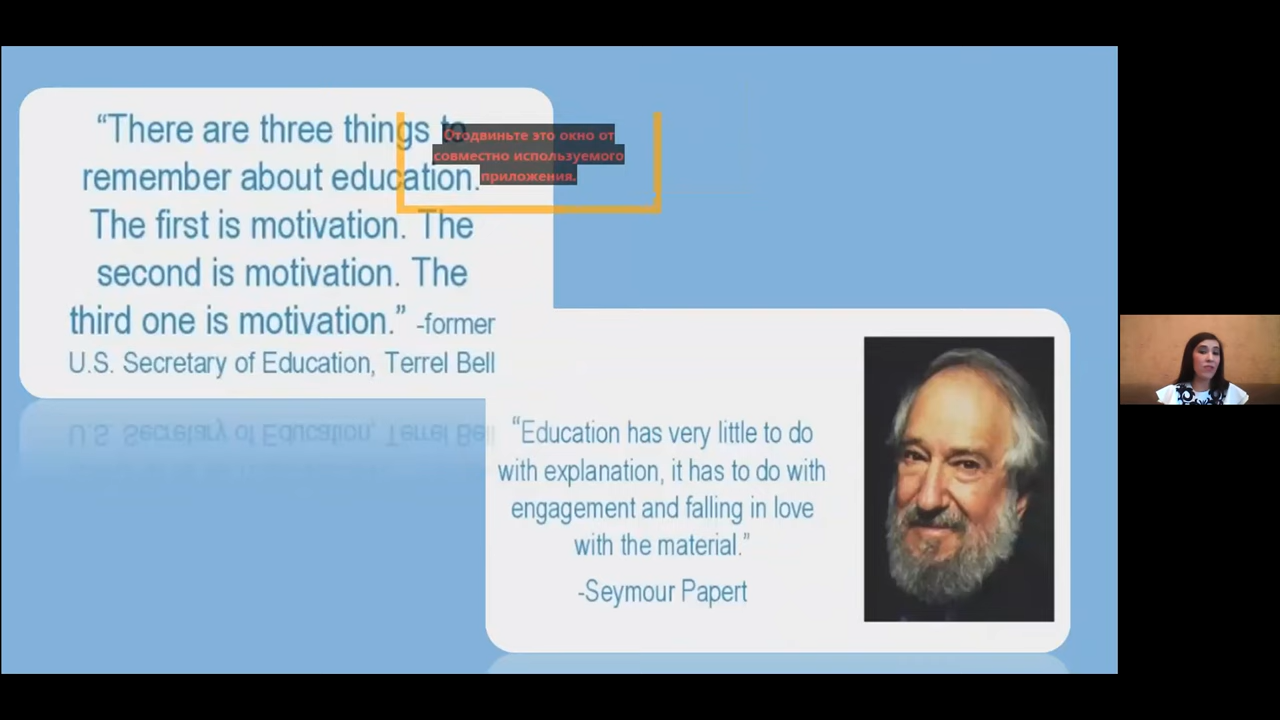 “There are three things to
remember about education.
The first is motivation. The
second is motivation. The
third one is motivation.” -former
U.S. Secretary of Education, Terrel Bell
Отодвиньте это окно от
совместно используемого
приложения.
“Education has very little to do
with explanation, it has to do with
engagement and falling in love
with the material.”
-Seymour Papert